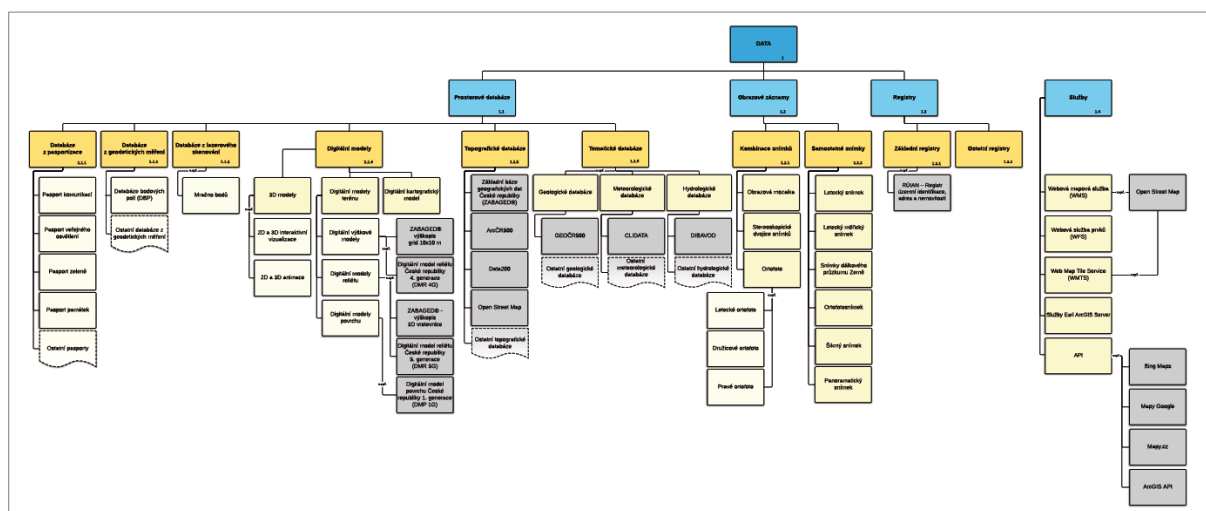 DATA
1
Prostorové databáze
1.1
Obrazové záznamy
1.2
Registry
1.3
Služby
1.4
Databáze
z pasportizace
1.1.1
Databáze
z geodetických měření
1.1.2
Databáze z laserového
skenování
1.1.3
Digitální modely
1.1.4
Topografické databáze
1.1.5
Tematické databáze
1.1.6
Kombinace snímků
1.2.1
Samostatné snímky
1.2.2
Základní registry
1.3.1
Ostatní registry
1.3.2
Pasport komunikací
Pasport veřejného
osvětlení
Pasport zeleně
Pasport památek
Ostatní pasporty
Databáze bodových
polí (DBP)
Ostatní databáze z
geodetických měření
Mračno bodů
3D modely
2D a 3D interaktivní
vizualizace
2D a 3D animace
Digitální modely
terénu
Digitální výškové modely
Digitální modely
reliéfu
Digitální modely
povrchu
Digitální kartografický
model
ZABAGED®
výškopis
grid 10x10 m
Digitální model reliéfu
České republiky
4. generace
(DMR 4G)
ZABAGED® -
výškopis
3D vrstevnice
Digitální model reliéfu
České republiky
5. generace
(DMR 5G)
Digitální model
povrchu České
republiky 1. generace
(DMP 1G)
Základní báze
geografických dat
České republiky
(ZABAGED®)
ArcČR500
Data200
Open Street Map
Ostatní topografické
databáze
Geologické databáze
Meteorologické
databáze
Hydrologické
databáze
GEOČR500
CLIDATA
DIBAVOD
Ostatní geologické
databáze
Ostatní
meteorologické
databáze
Ostatní hydrologické
databáze
Obrazová mozaika
Stereoskopické
dvojice snímků
Ortofoto
Letecké ortofoto
Družicové ortofoto
Pravé ortofoto
Letecký snímek
Letecký měřický
snímek
Snímky dálkového
průzkumu Země
Ortofotosnímek
Šikmý snímek
Panoramatický
snímek
RÚIAN – Registr
územní identifikace,
adres a nemovitostí
Webová mapová služba
(WMS)
Webová služba prvků
(WFS)
Web Map Tile Service
(WMTS)
Služby Esri ArcGIS Server
API
Open Street Map
Bing Maps
Mapy Google
Mapy.cz
ArcGIS API